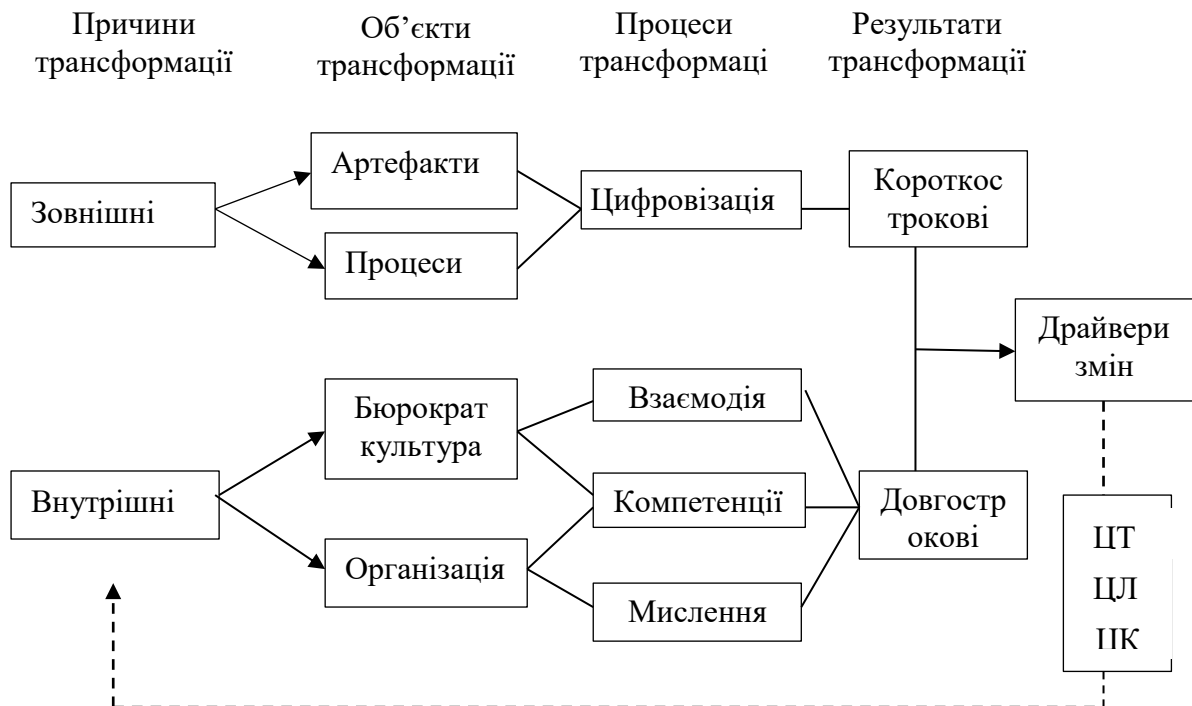 Причини
трансформації
Об’єкти
трансформації
Процеси
трансформаці
Результати
трансформації
Зовнішні
Артефакти
Процеси
Цифровізація
Короткос
трокові
Драйвери
змін
Внутрішні
Бюрократ
культура
Організація
Взаємодія
Компетенції
Мислення
Довгостр
окові
ЦТ
ЦЛ
ЦК